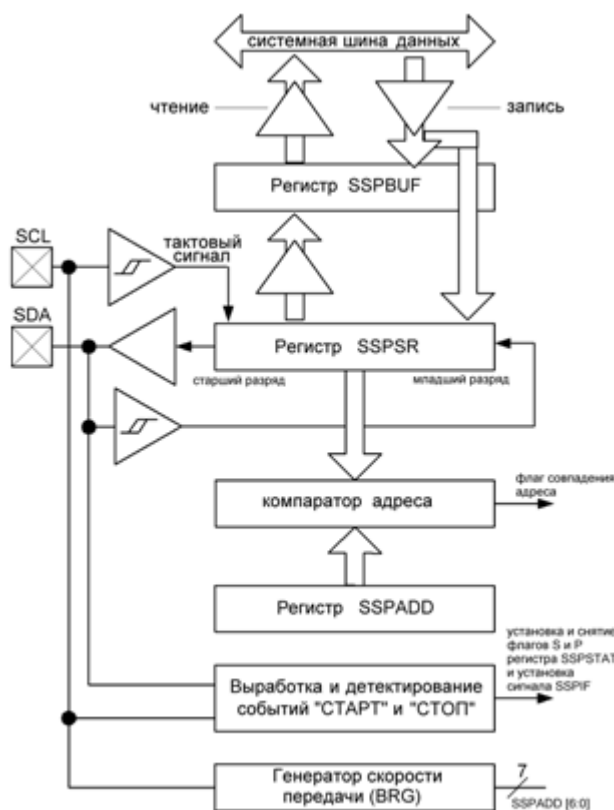 системная шина данных
чтение
запись
Регистр SSPBUF
SCL
тактовый
сигнал
SDA
Регистр SSPSR
старший разряд
младший разряд
флаг совпадения
адреса
компаратор адреса
Регистр SSPADD
установка и снятие
флагов S и P
регистра SSPSTAT
и установка
сигнала SSPIF
Выработка и детектирование
событий "СТАРТ" и "СТОП"
Генератор скорости
передачи (BRG)
7
SSPADD [6:0]